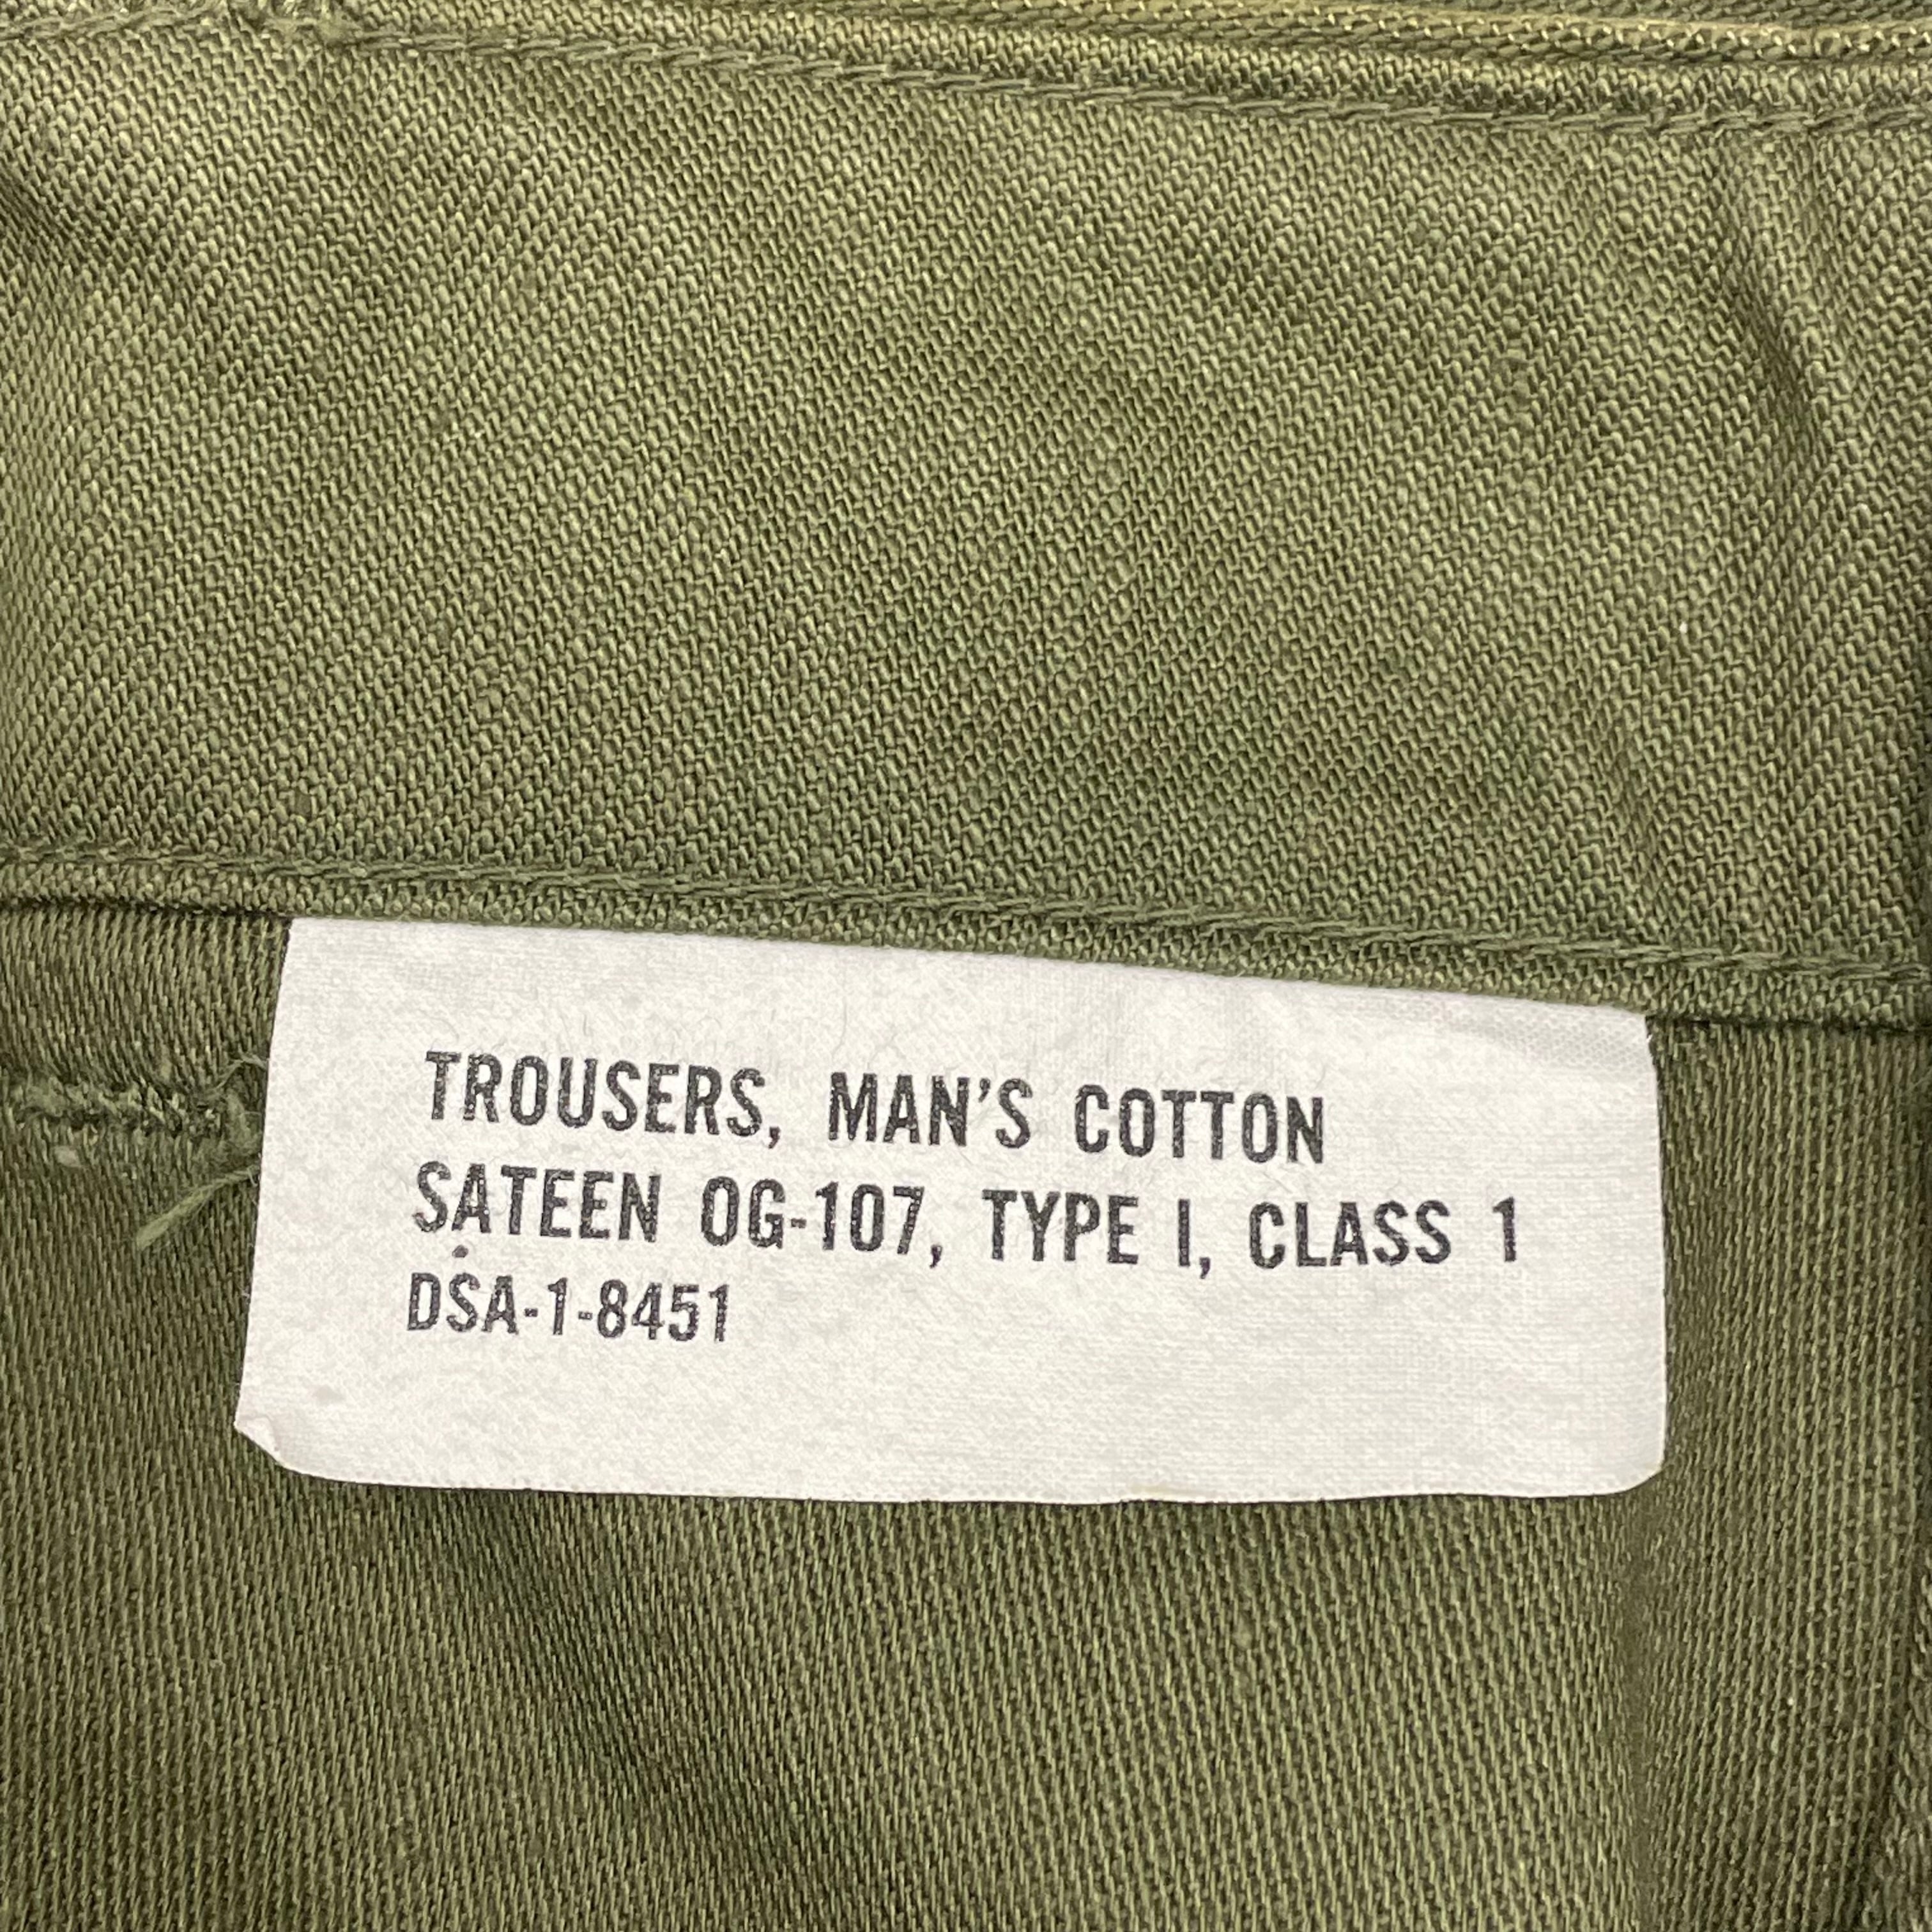 TROUSERS, MAN'S COTTON
SATEEN OG-107, TYPE I, CLASS 1
DSA-1-8451